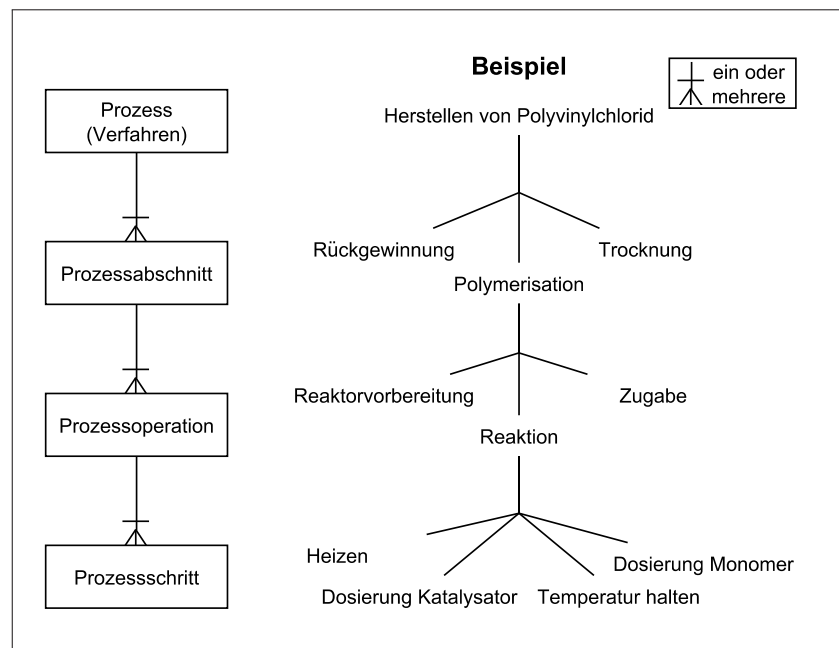 Beispiel
ein oder
mehrere
Prozess
(Verfahren)
Herstellen von Polyvinylchlorid
Rückgewinnung
Trocknung
Prozessabschnitt
Polymerisation
Reaktorvorbereitung
Zugabe
Prozessoperation
Reaktion
Heizen
Dosierung Monomer
Prozessschritt
Dosierung Katalysator
Temperatur halten